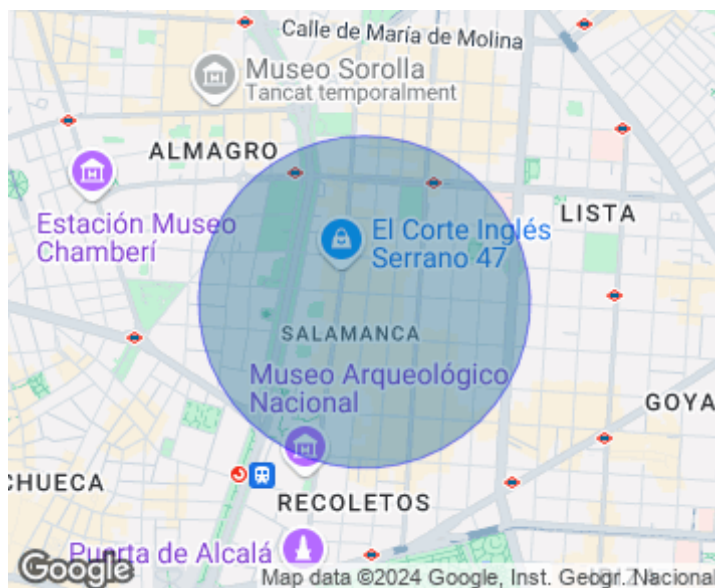 Calle de María de Molina
Museo Sorolla
Tancat temporalment
ALMAGRO
Estación Museo
Chamberí
El Corte Inglés
Serrano 47
LISTA
SALAMANCA
Museo Arqueológico
Nacional
GOYA
CHUECA
RECOLETOS
Puerta de Alcalá
Google
Map data ©2024 Google, Inst. Geogr. Nacional